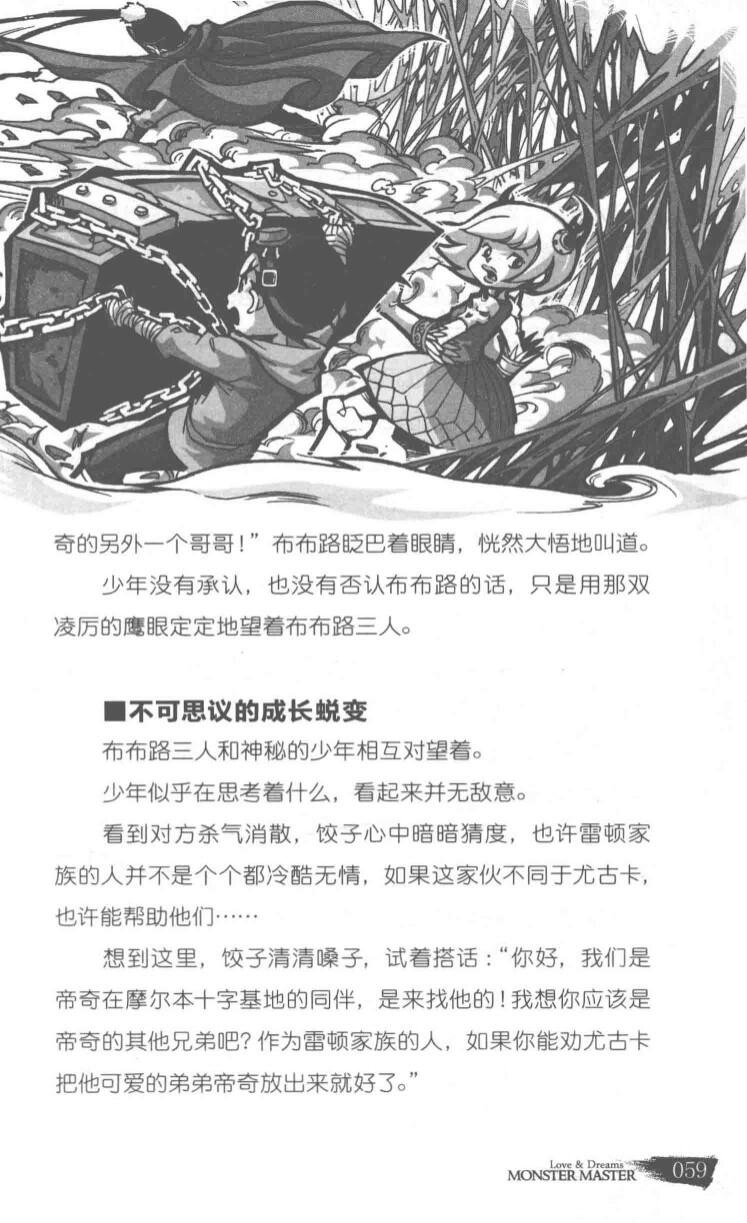 奇的另外一个哥哥！”布布路眨巴着眼睛，恍然大悟地叫道。
少年没有承认，也没有否认布布路的话，只是用那双
凌厉的鹰眼定定地望着布布路三人。
■不可思议的成长蜕变
布布路三人和神秘的少年相互对望着。
少年似乎在思考着什么，看起来并无敌意。
看到对方杀气消散，饺子心中暗暗猜度，也许雷顿家
族的人并不是个个都冷酷无情，如果这家伙不同于尤古卡，
也许能帮助他们……
想到这里，饺子清清嗓子，试着搭话：“你好，我们是
帝奇在摩尔本十字基地的同伴，是来找他的！我想你应该是
帝奇的其他兄弟吧？作为雷顿家族的人，如果你能劝尤古卡
把他可爱的弟弟帝奇放出来就好了。”
Love & Dreams
MONSTER MASTER 059